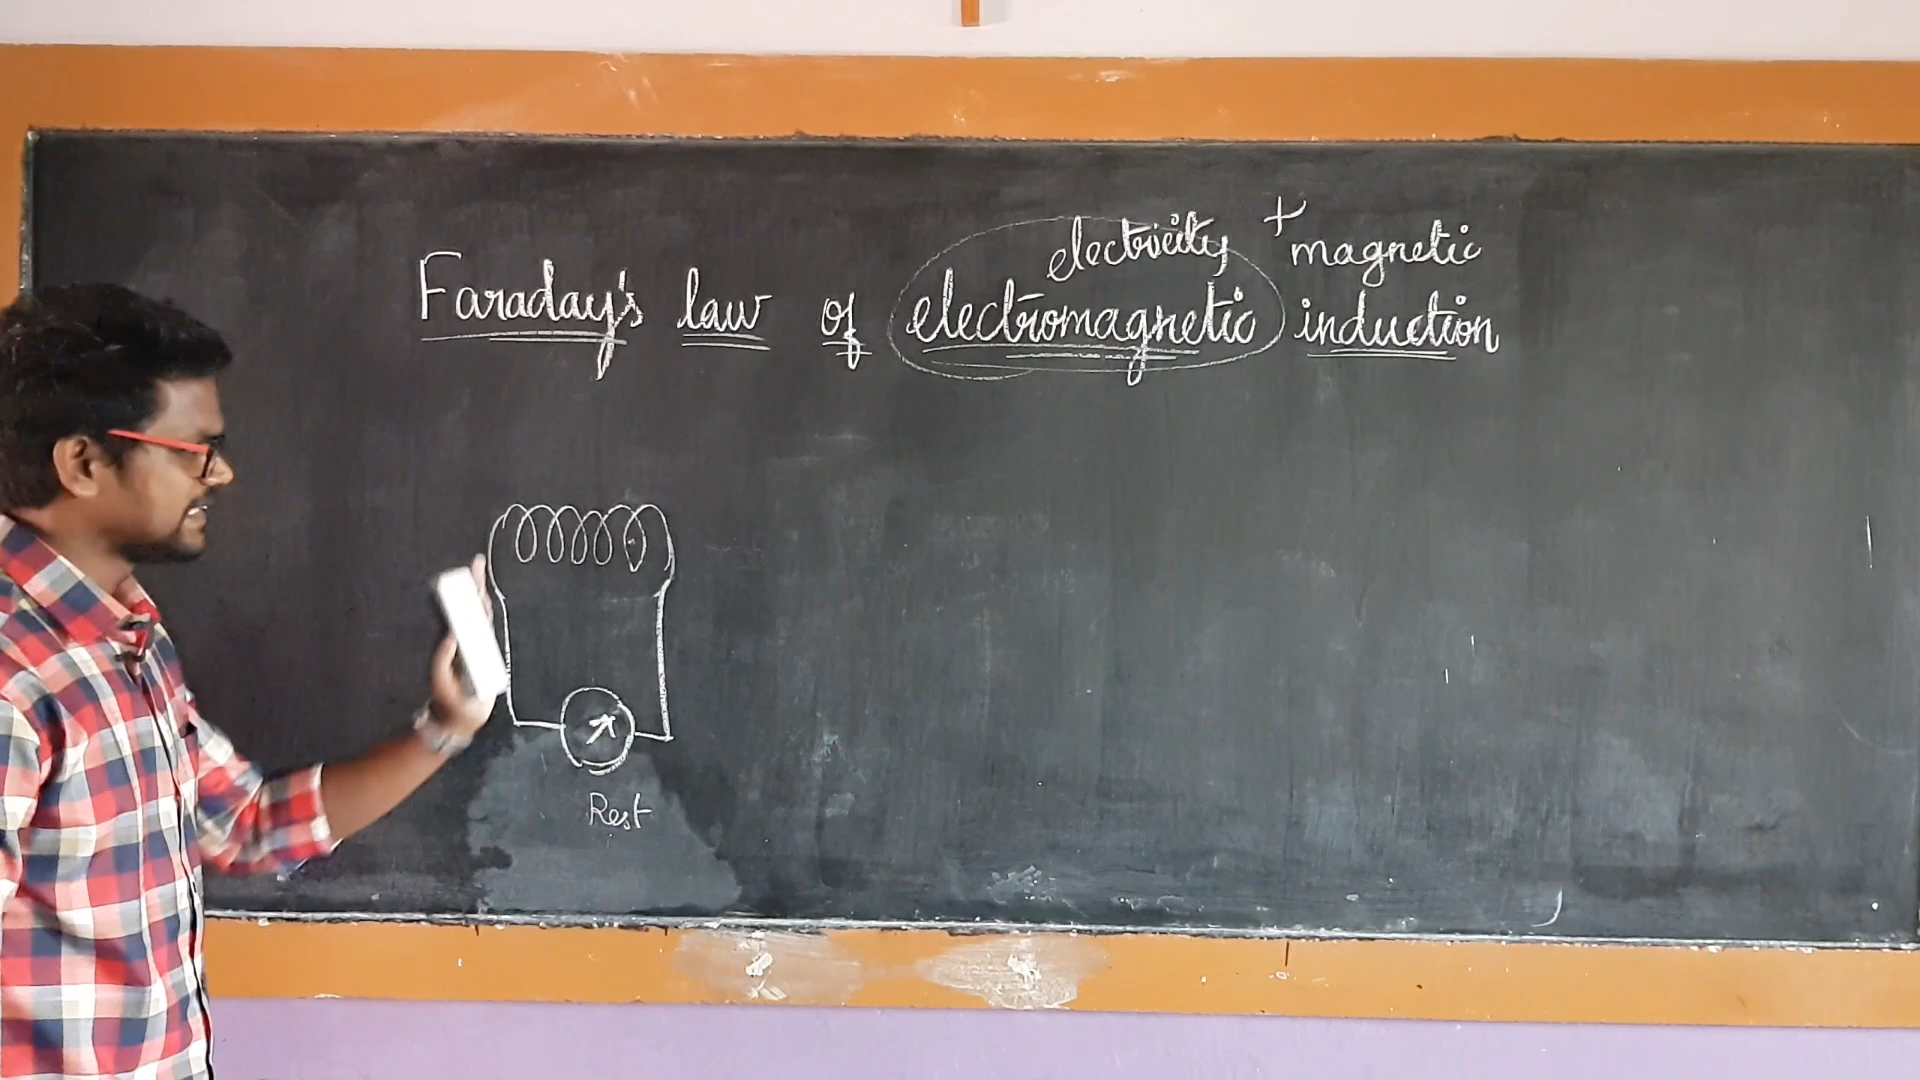 electricity + magnetic
Faraday's law of electromagnetic induction
Rest